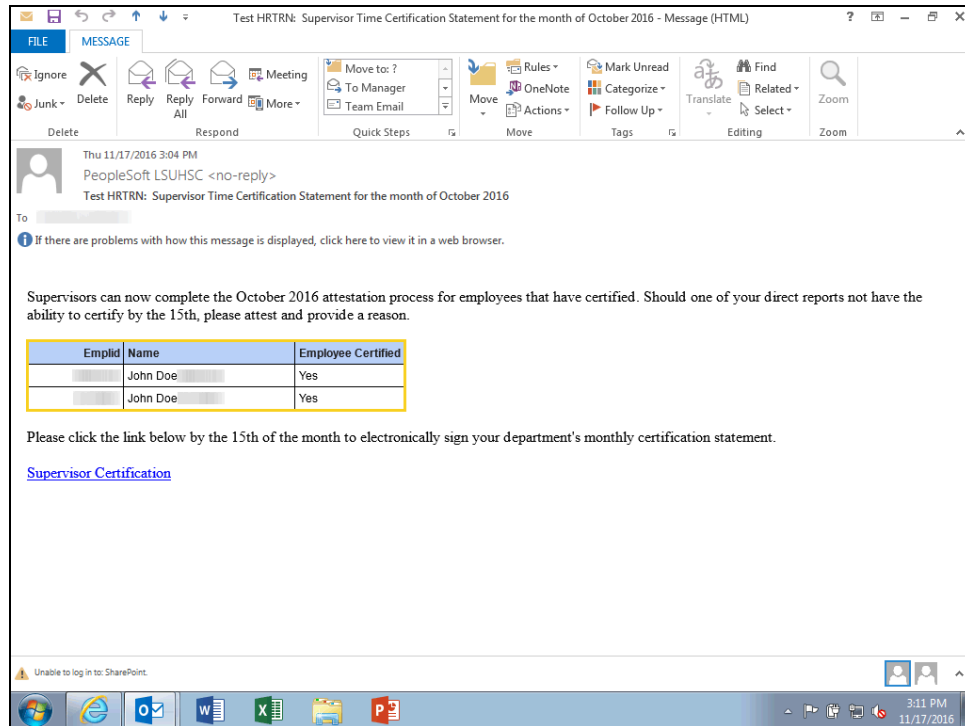 Test HRTRN: Supervisor Time Certification Statement for the month of October 2016 - Message (HTML)
FILE MESSAGE
Ignore
Junk
Delete
Reply
Reply All
Forward
Meeting
More
Move to: ?
To Manager
Team Email
Move
Rules
OneNote
Actions
Mark Unread
Categorize
Follow Up
Translate
Find
Related
Select
Zoom
Delete Respond Quick Steps Move Tags Editing Zoom
Thu 11/17/2016 3:04 PM
PeopleSoft LSUHSC <no-reply>
Test HRTRN: Supervisor Time Certification Statement for the month of October 2016
To
If there are problems with how this message is displayed, click here to view it in a web browser.
Supervisors can now complete the October 2016 attestation process for employees that have certified. Should one of your direct reports not have the
ability to certify by the 15th, please attest and provide a reason.
Emplid Name Employee Certified
John Doe Yes
John Doe Yes
Please click the link below by the 15th of the month to electronically sign your department's monthly certification statement.
Supervisor Certification
Unable to log in to: SharePoint.
3:11 PM
11/17/2016